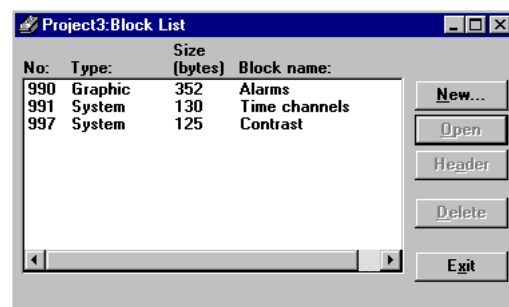 Project3:Block List
Size
No: Type: (bytes) Block name:
990 Graphic 352 Alarms
991 System 130 Time channels
997 System 125 Contrast
New...
Open
Header
Delete
Exit